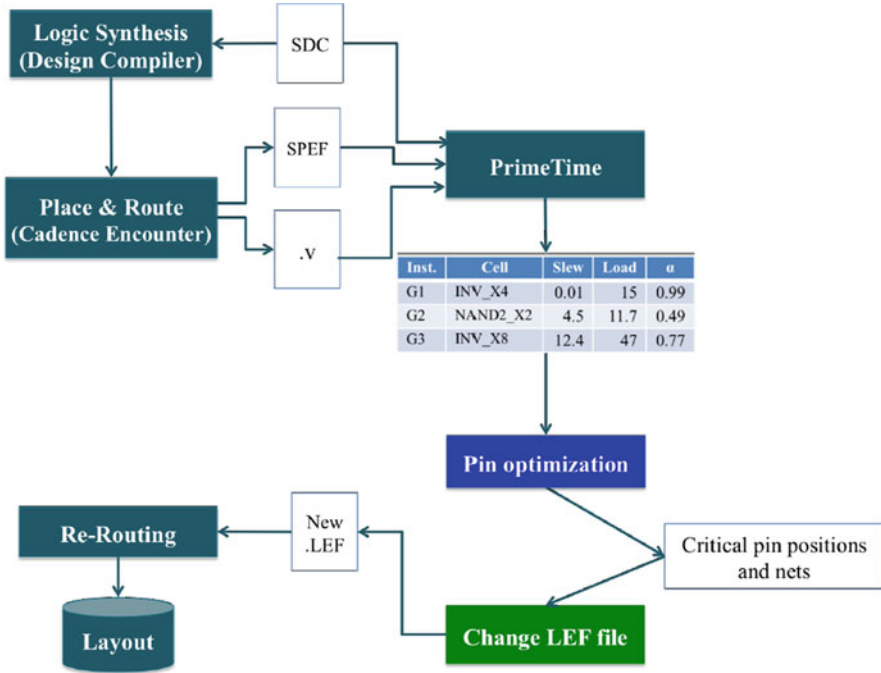 Logic Synthesis
(Design Compiler)
SDC
SPEF
PrimeTime
Place & Route
(Cadence Encounter)
.v
Inst. Cell Slew Load α
G1 INV_X4 0.01 15 0.99
G2 NAND2_X2 4.5 11.7 0.49
G3 INV_X8 12.4 47 0.77
Pin optimization
Re-Routing
New
.LEF
Critical pin positions
and nets
Layout
Change LEF file